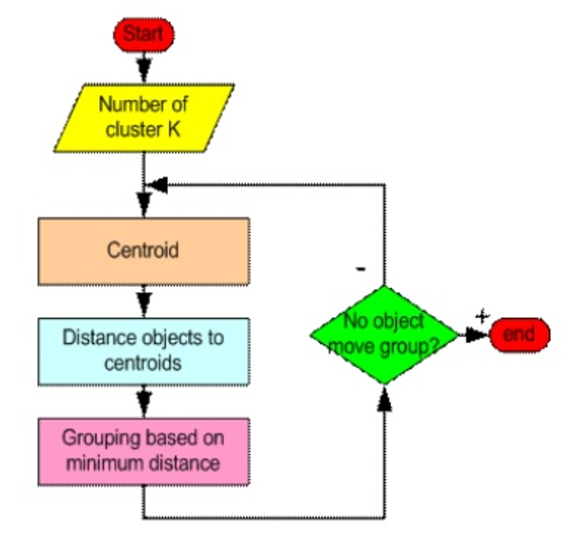 Start
Number of
cluster K
Centroid
Distance objects to
centroids
Grouping based on
minimum distance
-
No object
move group?
+
end